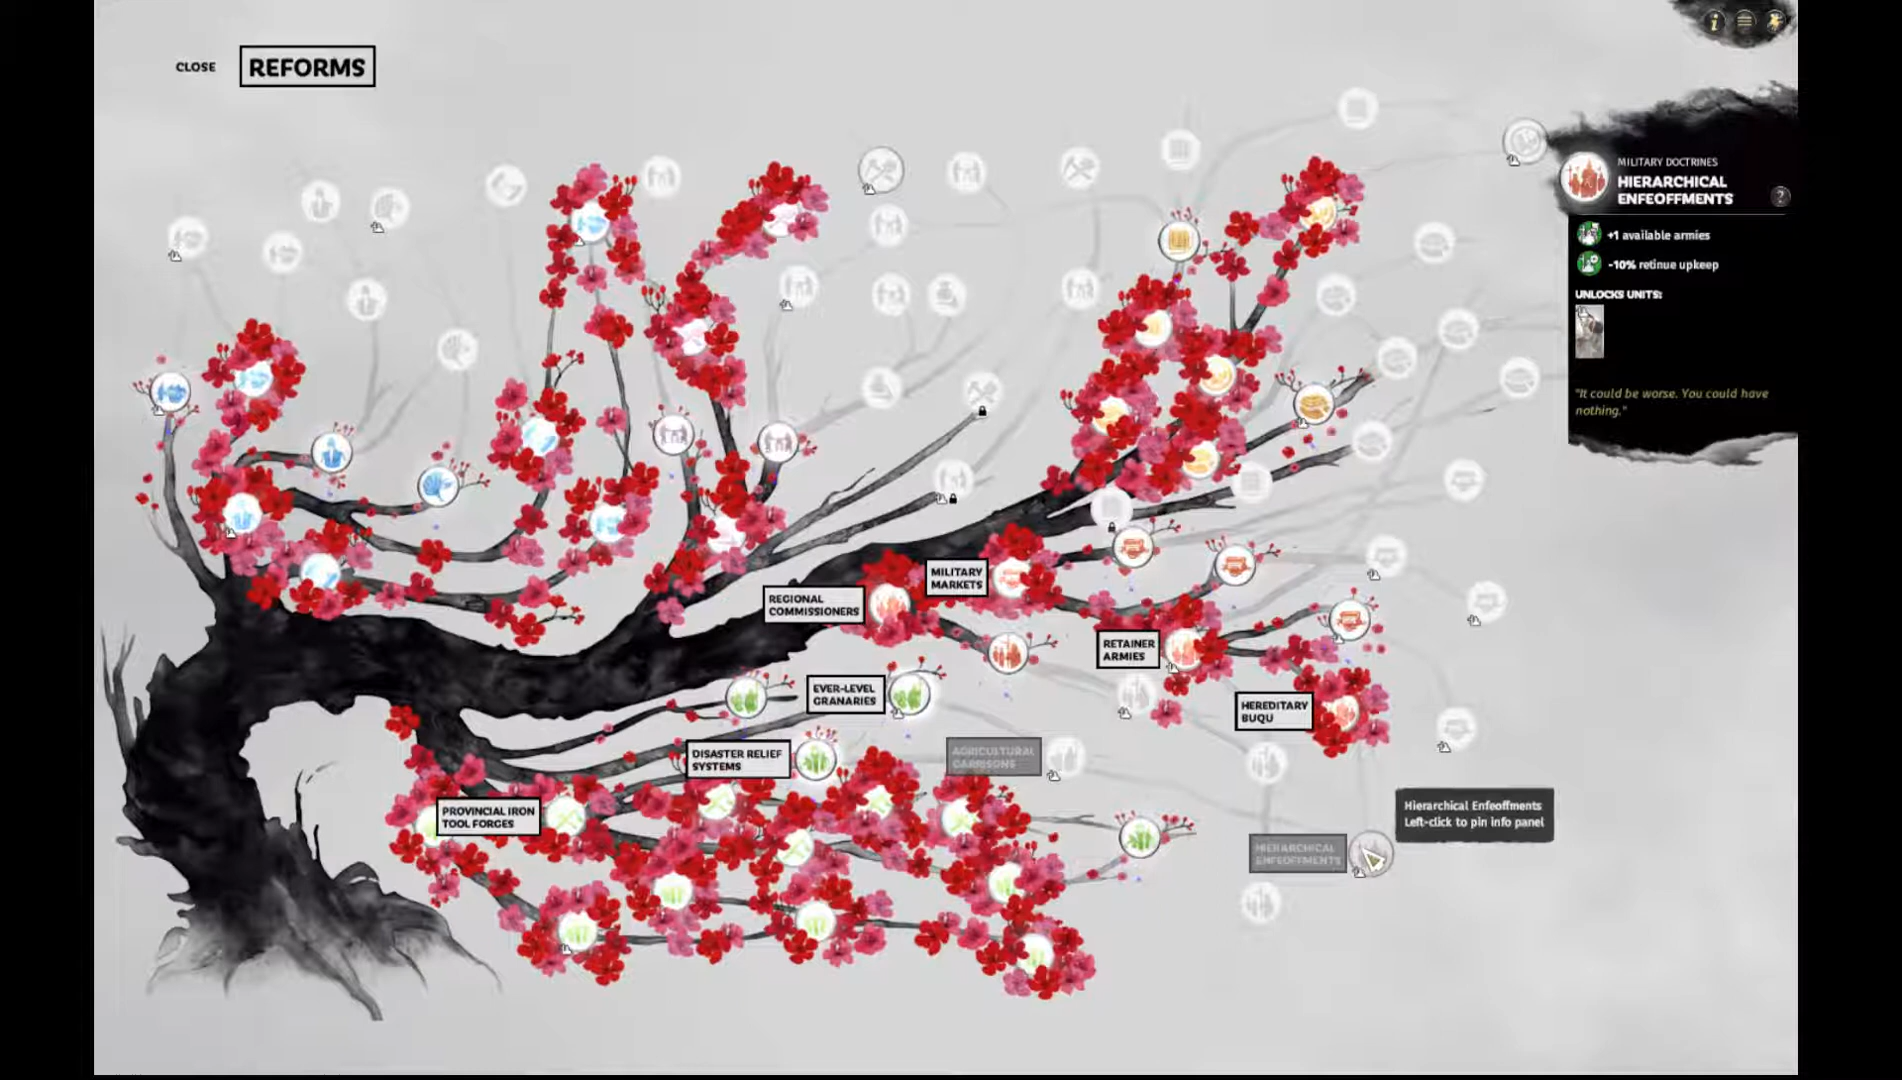 CLOSE
REFORMS
MILITARY DOCTRINES
HIERARCHICAL
ENFEOFFMENTS
?
+1 available armies
-10% retinue upkeep
UNLOCKS UNITS:
"It could be worse. You could have
nothing."
MILITARY
MARKETS
REGIONAL
COMMISSIONERS
RETAINER
ARMIES
EVER-LEVEL
GRANARIES
HEREDITARY
BUQU
DISASTER RELIEF
SYSTEMS
AGRICULTURAL
GARRISONS
PROVINCIAL IRON
TOOL FORGES
Hierarchical Enfeoffments
Left-click to pin info panel
HIERARCHICAL
ENFEOFFMENTS